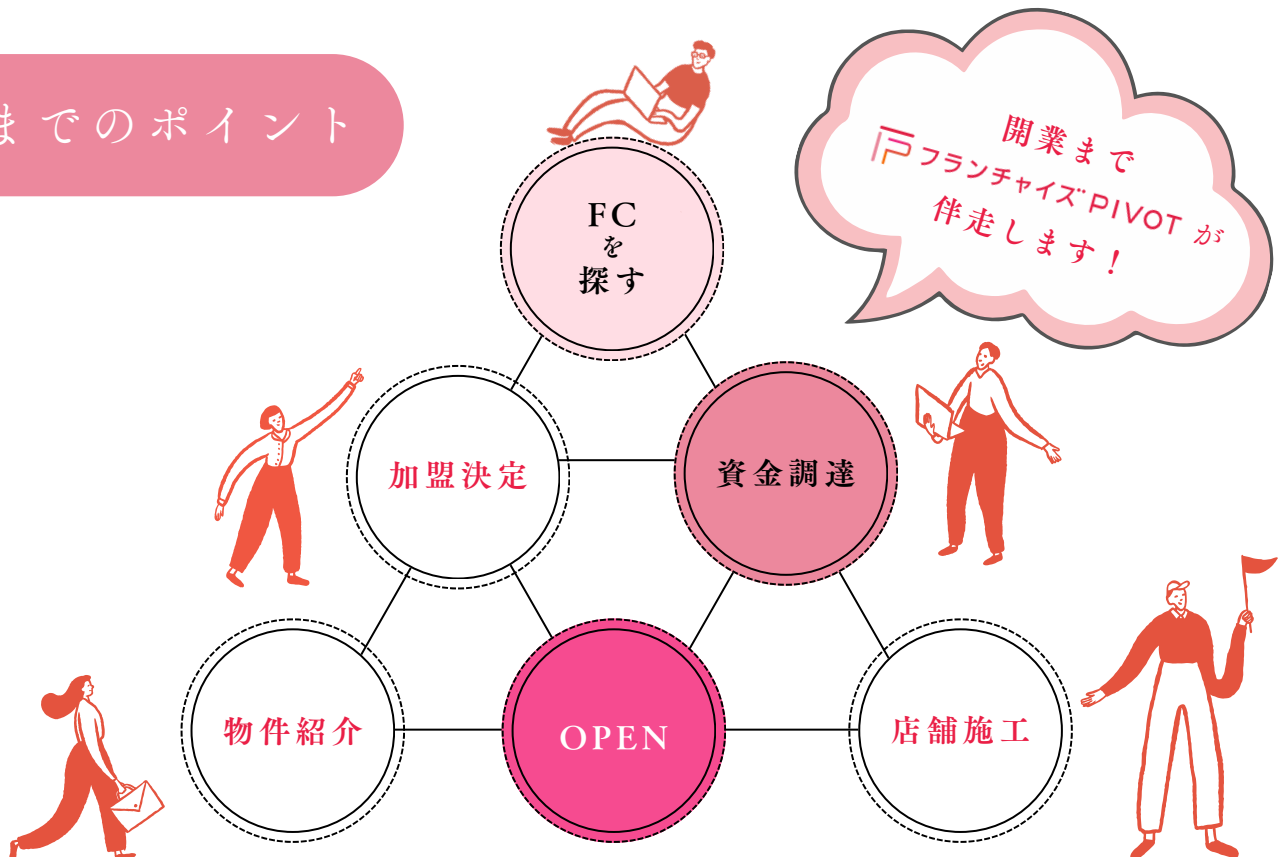 までのポイント
開業まで
フランチャイズPIVOT が
伴走します！
FC
を
探す
加盟決定
資金調達
物件紹介
OPEN
店舗施工